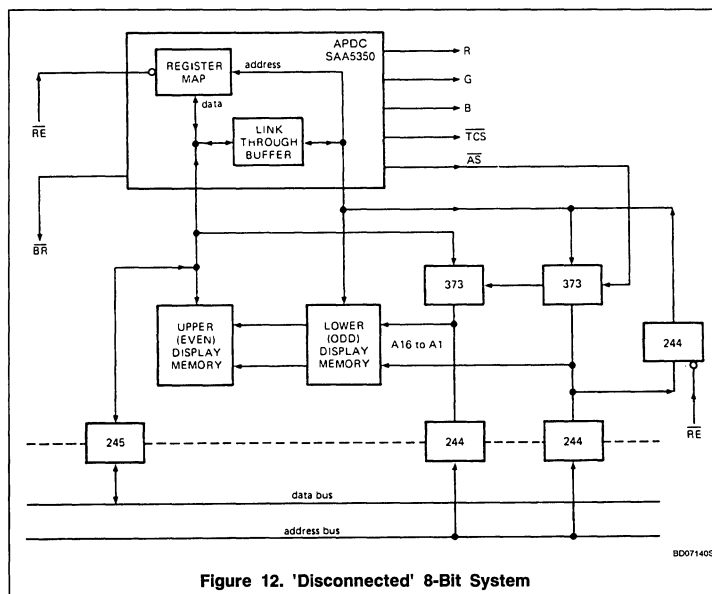 APDC
SAA5350
REGISTER
MAP
address
data
LINK
THROUGH
BUFFER
R
G
B
TCS
AS
RE
BR
373
373
244
UPPER
(EVEN)
DISPLAY
MEMORY
LOWER
(ODD)
DISPLAY
MEMORY
A16 to A1
RE
245
244
244
data bus
address bus
BD07140S
Figure 12. 'Disconnected' 8-Bit System